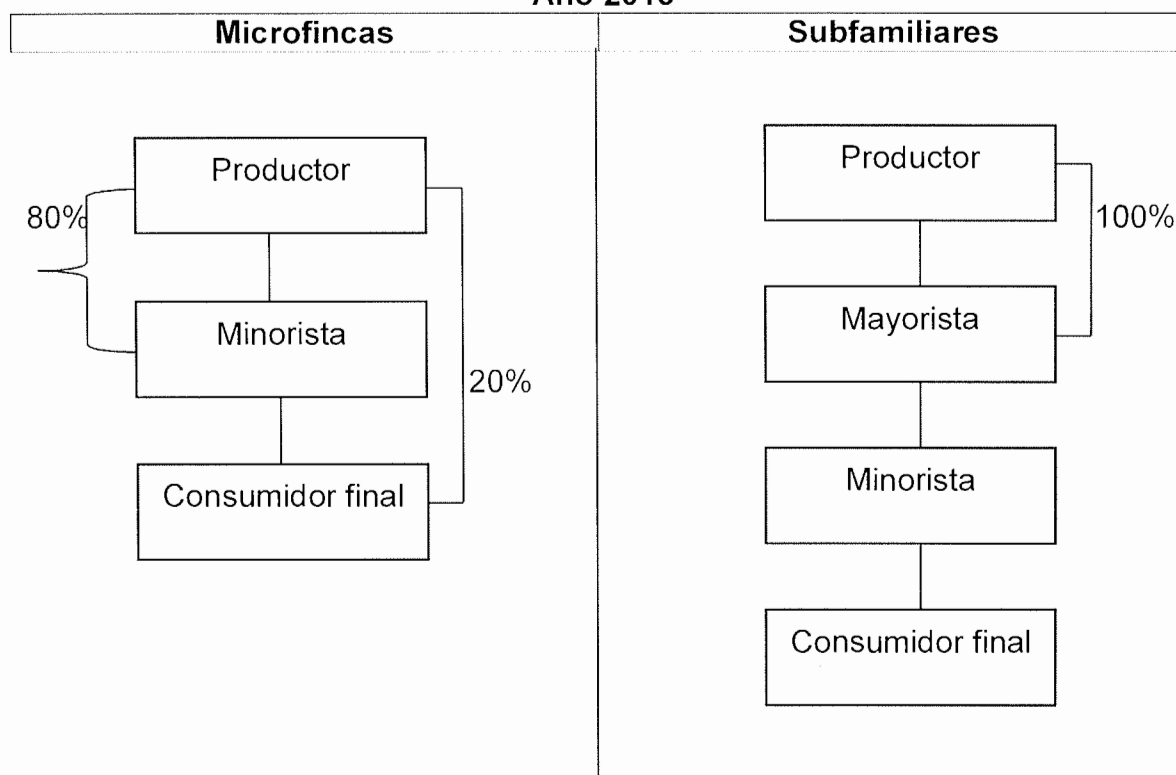 Microfincas
Subfamiliares
Productor
80%
Minorista
20%
Consumidor final
Productor
100%
Mayorista
Minorista
Consumidor final